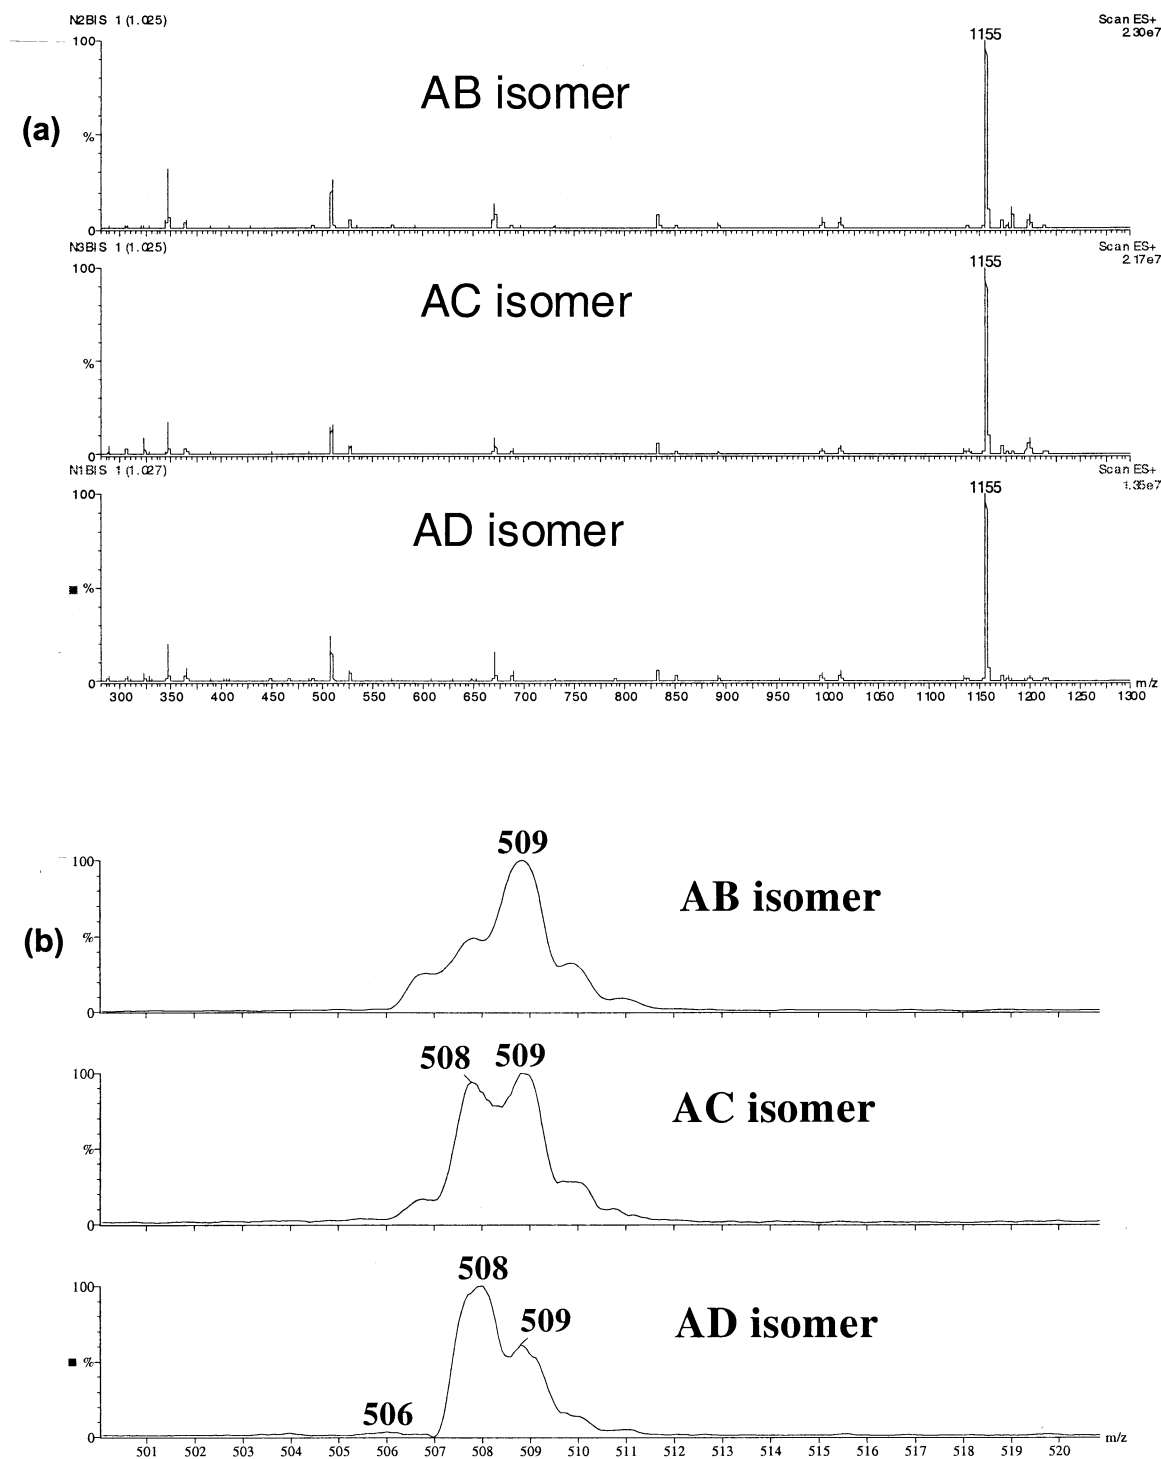 N2BIS 1 (1.025) Scan ES+
100 1155 2.30e7
AB isomer
(a)
%
0
N3BIS 1 (1.025) Scan ES+
100 1155 2.17e7
AC isomer
%
0
N1BIS 1 (1.027) Scan ES+
100 1155 1.35e7
AD isomer
%
0
300 350 400 450 500 550 600 650 700 750 800 850 900 950 1000 1050 1100 1150 1200 1250 1300 m/z
509
100
AB isomer
(b)
%
0
508 509
100
AC isomer
%
0
508
100
509
AD isomer
%
506
0
501 502 503 504 505 506 507 508 509 510 511 512 513 514 515 516 517 518 519 520 m/z